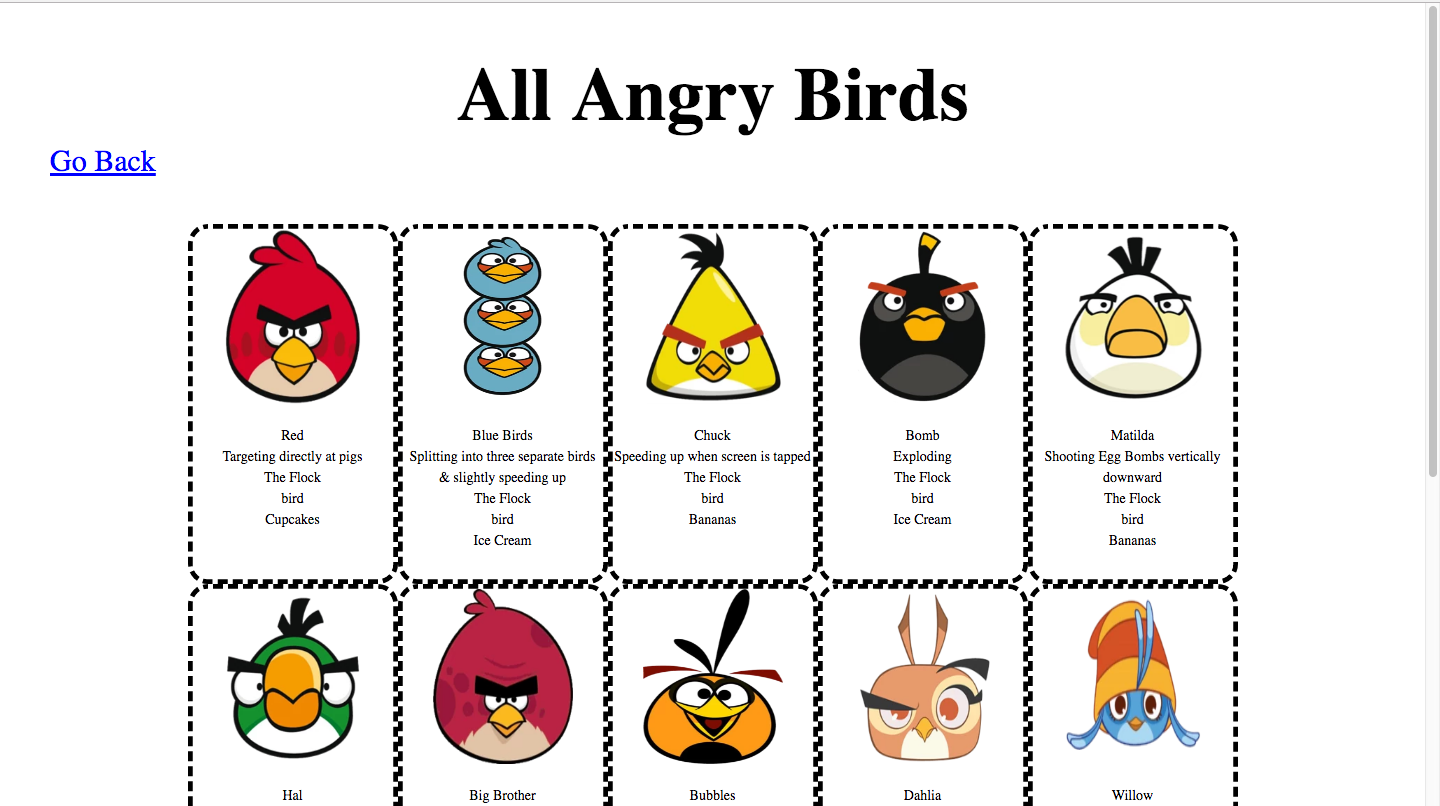 All Angry Birds
Go Back
Red
Targeting directly at pigs
The Flock
bird
Cupcakes
Blue Birds
Splitting into three separate birds
& slightly speeding up
The Flock
bird
Ice Cream
Chuck
Speeding up when screen is tapped
The Flock
bird
Bananas
Bomb
Exploding
The Flock
bird
Ice Cream
Matilda
Shooting Egg Bombs vertically
downward
The Flock
bird
Bananas
Hal
Big Brother
Bubbles
Dahlia
Willow